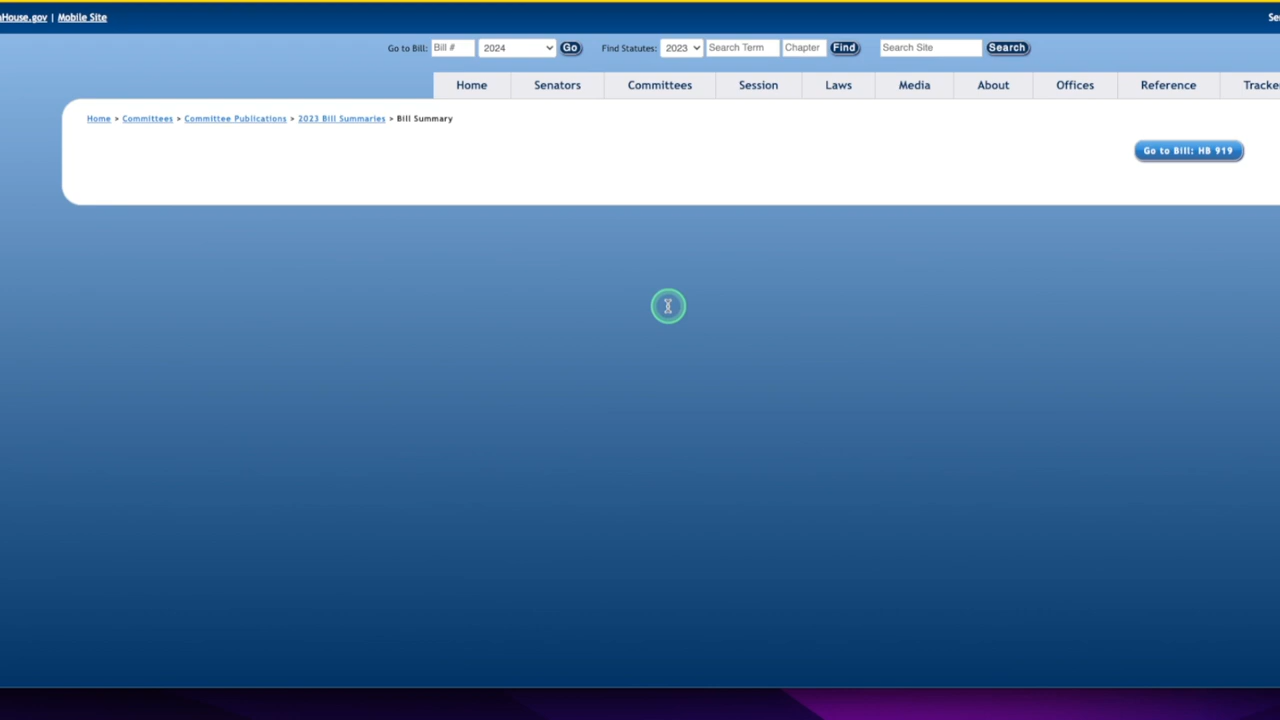 House.gov | Mobile Site
Go to Bill: Bill # 2024 Go Find Statutes: 2023 Search Term Chapter Find Search Site Search
Home Senators Committees Session Laws Media About Offices Reference Tracke
Home > Committees > Committee Publications > 2023 Bill Summaries > Bill Summary
Go to Bill: HB 919